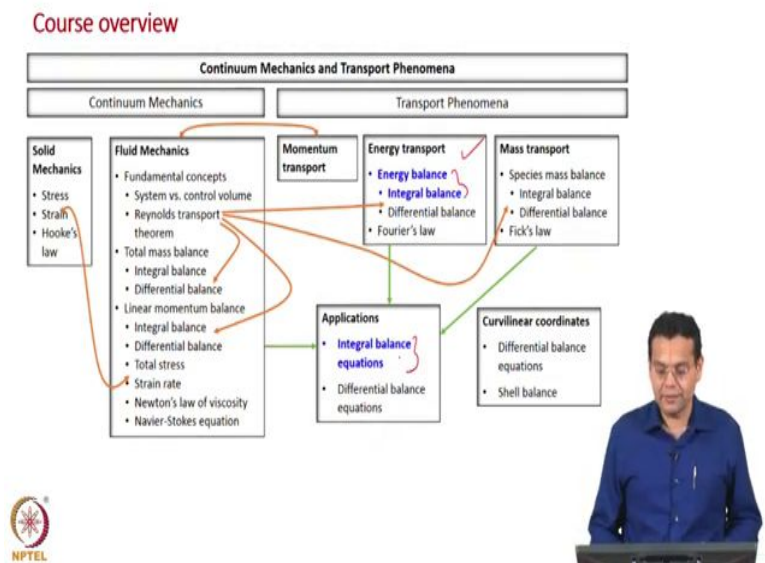 Course overview
Continuum Mechanics and Transport Phenomena
Continuum Mechanics
Transport Phenomena
Solid
Mechanics
• Stress
• Strain
• Hooke's
law
Fluid Mechanics
• Fundamental concepts
• System vs. control volume
• Reynolds transport
theorem
• Total mass balance
• Integral balance
• Differential balance
• Linear momentum balance
• Integral balance
• Differential balance
• Total stress
• Strain rate
• Newton's law of viscosity
• Navier-Stokes equation
Momentum
transport
Energy transport
• Energy balance
• Integral balance
• Differential balance
• Fourier's law
Mass transport
• Species mass balance
• Integral balance
• Differential balance
• Fick's law
Applications
• Integral balance
equations
• Differential balance
equations
Curvilinear coordinates
• Differential balance
equations
• Shell balance
NPTEL